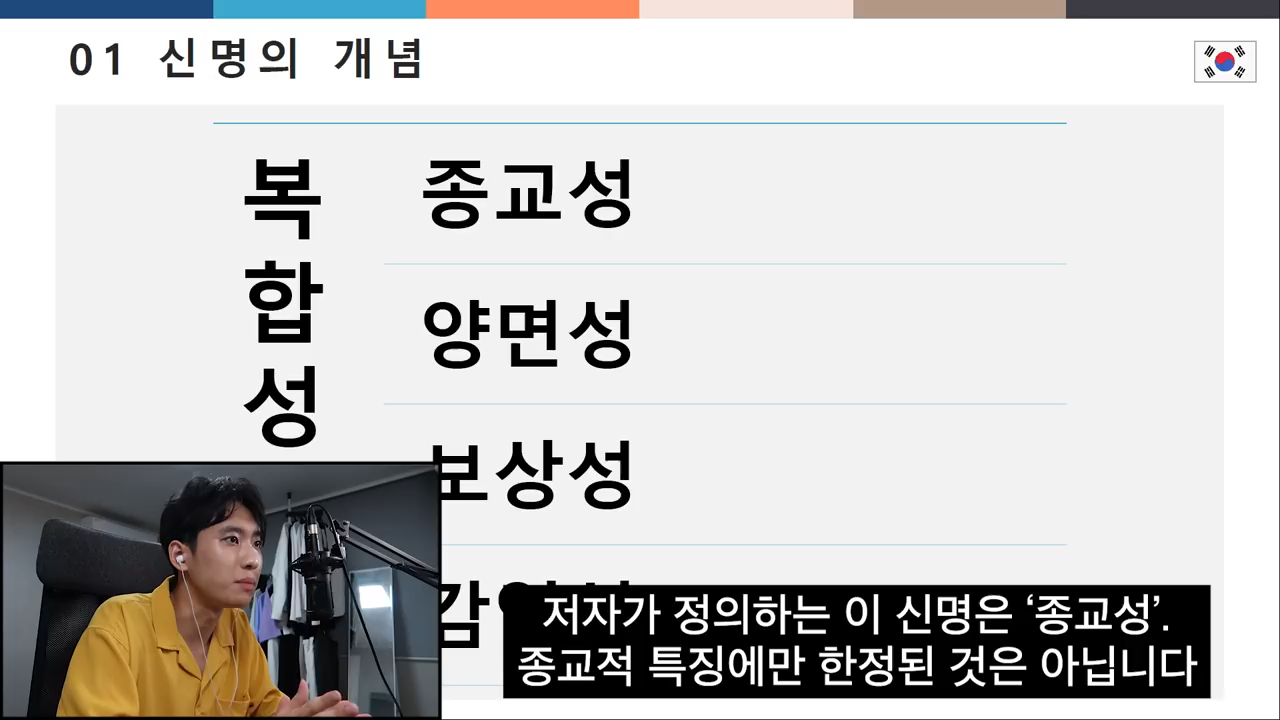 01 신명의 개념
복합성
종교성
양면성
보상성
저자가 정의하는 이 신명은 ‘종교성’.
종교적 특징에만 한정된 것은 아닙니다